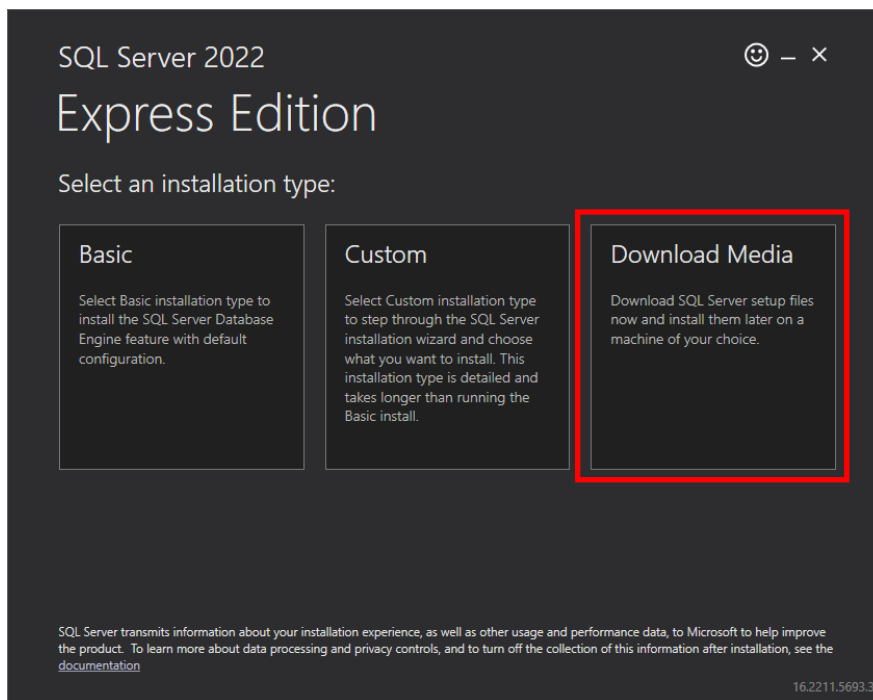 SQL Server 2022
Express Edition
Select an installation type:
Basic
Select Basic installation type to
install the SQL Server Database
Engine feature with default
configuration.
Custom
Select Custom installation type
to step through the SQL Server
installation wizard and choose
what you want to install. This
installation type is detailed and
takes longer than running the
Basic install.
Download Media
Download SQL Server setup files
now and install them later on a
machine of your choice.
SQL Server transmits information about your installation experience, as well as other usage and performance data, to Microsoft to help improve
the product.  To learn more about data processing and privacy controls, and to turn off the collection of this information after installation, see the
documentation
16.2211.5693.3